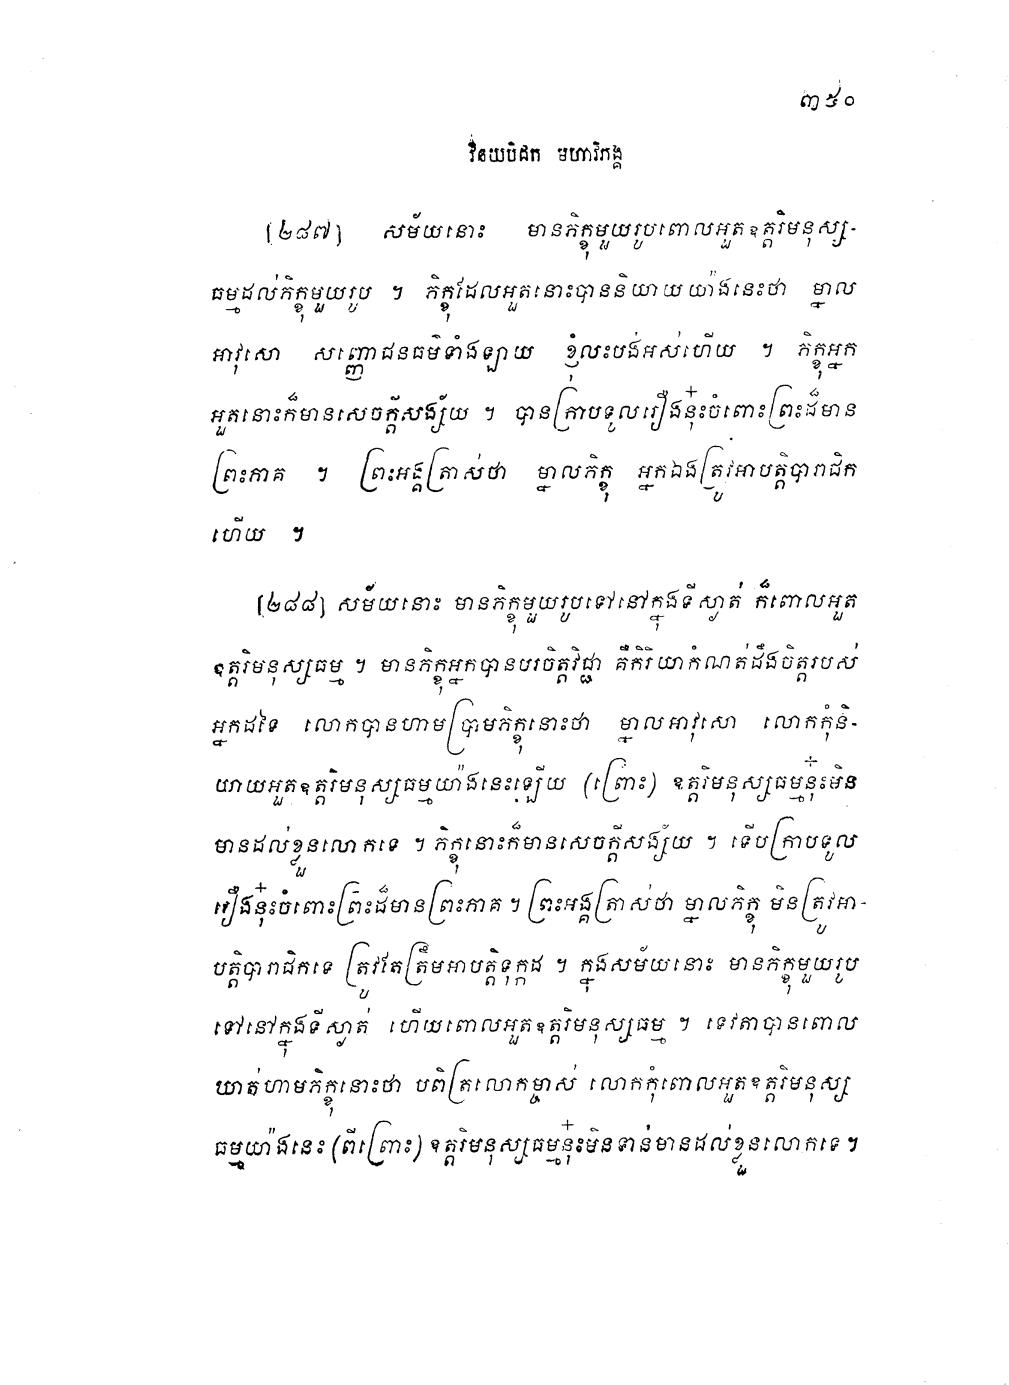 ៣៥០
វិនយបិដក មហាវិភង្គ
[២៨៧] សម័យនោះ មានភិក្ខុមួយរូបពោលអួតឧត្តរិមនុស្ស-
ធម្មដល់ភិក្ខុមួយរូប ។ ភិក្ខុដែលអួតនោះបាននិយាយយ៉ាងនេះថា ម្នាល
អាវុសោ សញ្ញោជនធម៌ទាំងឡាយ ខ្ញុំលះបង់អស់ហើយ ។ ភិក្ខុអ្នក
អួតនោះក៏មានសេចក្តីសង្ស័យ ។ បានក្រាបទូលរឿងនុ៎ះចំពោះព្រះដ៏មាន
ព្រះភាគ ។ ព្រះអង្គត្រាស់ថា ម្នាលភិក្ខុ អ្នកឯងត្រូវអាបត្តិបារាជិក
ហើយ ។
[២៨៨] សម័យនោះ មានភិក្ខុមួយរូបទៅនៅក្នុងទីស្ងាត់ ក៏ពោលអួត
ឧត្តរិមនុស្សធម្ម ។ មានភិក្ខុអ្នកបានបរចិត្តវិជ្ជា គឺកិរិយាកំណត់ដឹងចិត្តរបស់
អ្នកដទៃ លោកបានហាមប្រាមភិក្ខុនោះថា ម្នាលអាវុសោ លោកកុំនិ-
យាយអួតឧត្តរិមនុស្សធម្មយ៉ាងនេះឡើយ (ព្រោះ) ឧត្តរិមនុស្សធម្មនុ៎ះមិន
មានដល់ខ្លួនលោកទេ ។ ភិក្ខុនោះក៏មានសេចក្តីសង្ស័យ ។ ទើបក្រាបទូល
រឿងនុ៎ះចំពោះព្រះដ៏មានព្រះភាគ ។ ព្រះអង្គត្រាស់ថា ម្នាលភិក្ខុ មិនត្រូវអា-
បត្តិបារាជិកទេ ត្រូវតែត្រឹមអាបត្តិទុក្កដ ។ ក្នុងសម័យនោះ មានភិក្ខុមួយរូប
ទៅនៅក្នុងទីស្ងាត់ ហើយពោលអួតឧត្តរិមនុស្សធម្ម ។ ទេវតាបានពោល
ឃាត់ហាមភិក្ខុនោះថា បពិត្រលោកម្ចាស់ លោកកុំពោលអួតឧត្តរិមនុស្ស
ធម្មយ៉ាងនេះ (ពីព្រោះ) ឧត្តរិមនុស្សធម្មនុ៎ះមិនទាន់មានដល់ខ្លួនលោកទេ ។